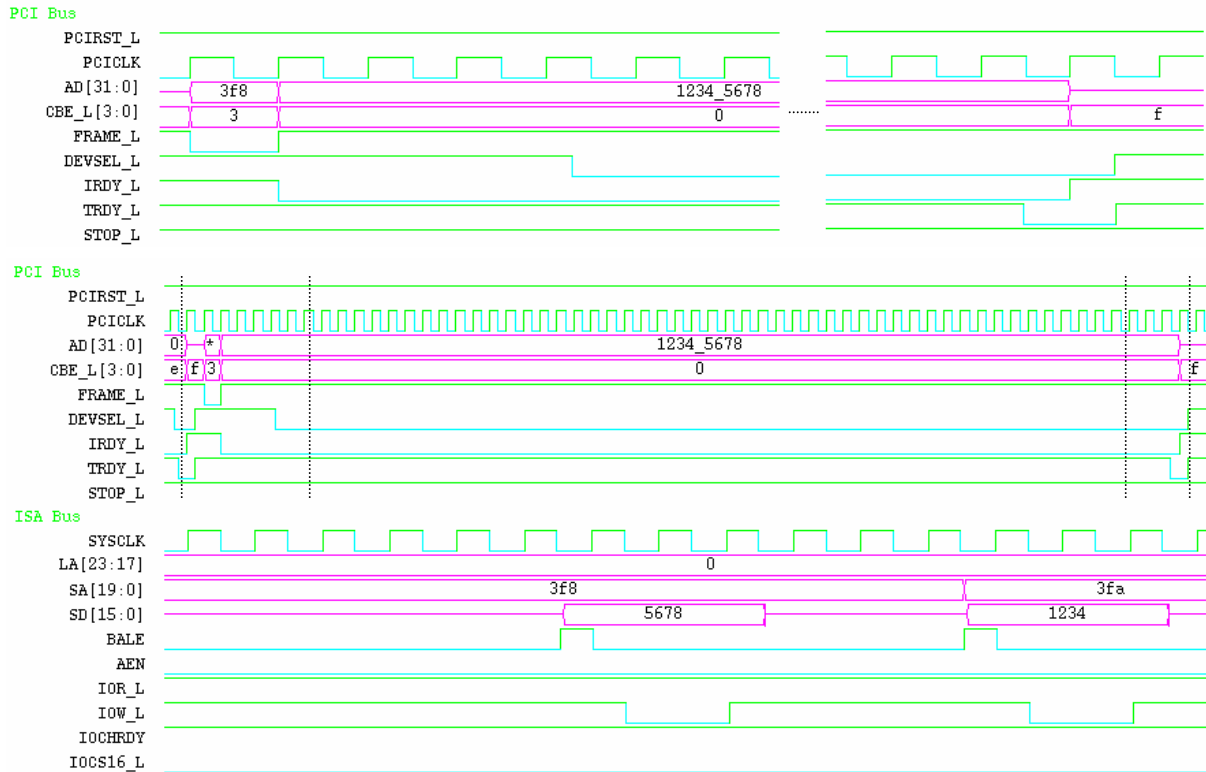 PCI Bus
PCIRST_L
PCICLK
AD[31:0] 3f8 1234_5678
CBE_L[3:0] 3 0 ........ f
FRAME_L
DEVSEL_L
IRDY_L
TRDY_L
STOP_L
PCI Bus
PCIRST_L
PCICLK
AD[31:0] 0 * 1234_5678
CBE_L[3:0] e f 3 0 f
FRAME_L
DEVSEL_L
IRDY_L
TRDY_L
STOP_L
ISA Bus
SYSCLK
LA[23:17] 0
SA[19:0] 3f8 3fa
SD[15:0] 5678 1234
BALE
AEN
IOR_L
IOW_L
IOCHRDY
IOCS16_L